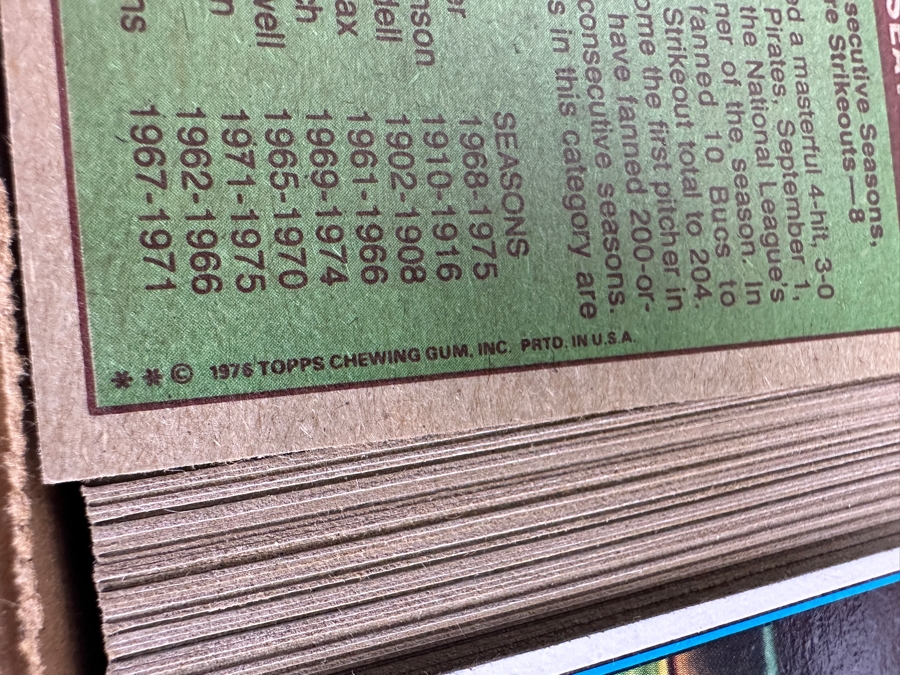 SEA
secutive Seasons,
re Strikeouts—8
ed a masterful 4-hit, 3-0
Pirates, September 1,
the National League's
ner of the season. In
fanned 10 Bucs to
Strikeout total to 204.
ome the first pitcher in
have fanned 200-or-
consecutive seasons.
s in this category are
SEASONS
er 1968-1975
nson 1910-1916
dell 1902-1908
ax 1961-1966
ch 1969-1974
well 1965-1970
n 1971-1975
1962-1966
ns 1967-1971
* * © 1976 TOPPS CHEWING GUM, INC. PRTD. IN U.S.A.